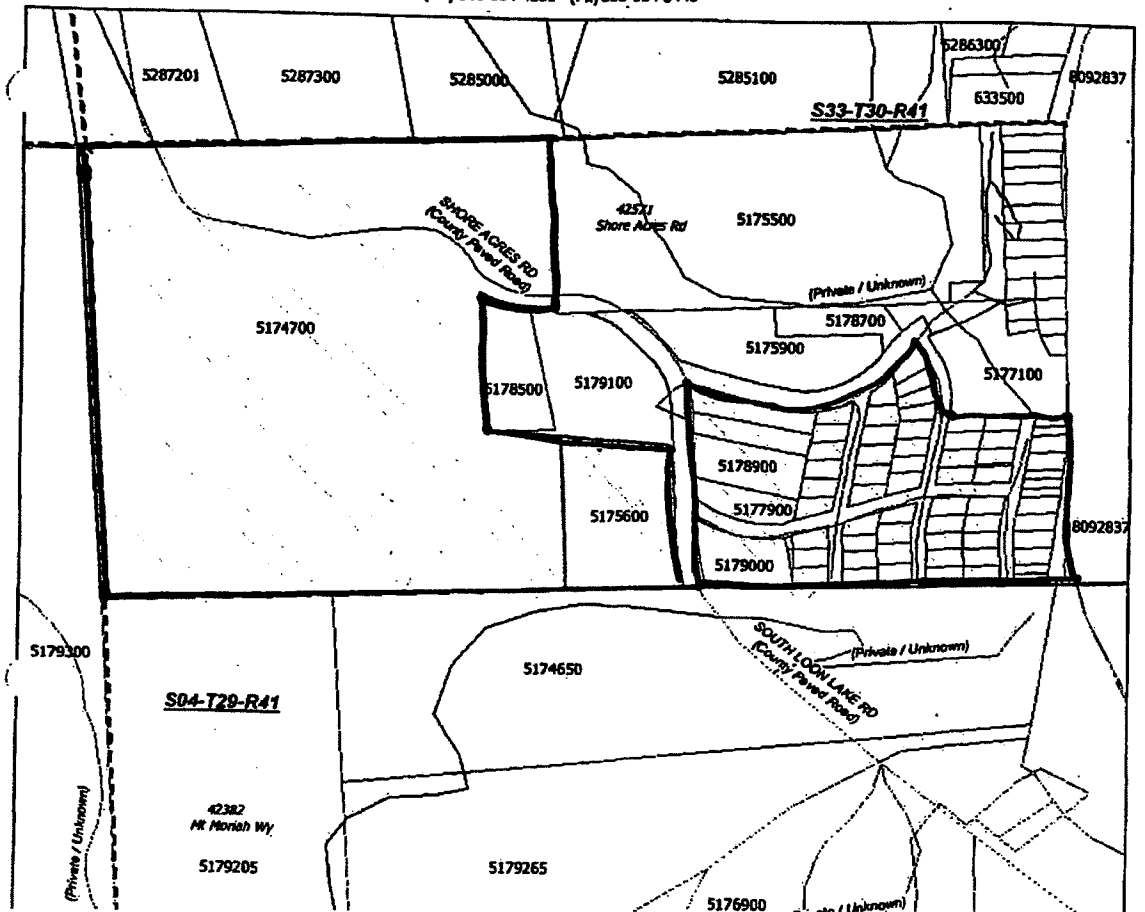 5287201
5287300
5285000
5285100
5286300
633500
8092837
S33-T30-R41
SHORE ACRES RD
(County Paved Road)
42571
Shore Acres Rd
5175500
(Private / Unknown)
5174700
5178700
5175900
5177100
5178500
5179100
5178900
5177900
5175600
5179000
8092837
5179300
SOUTH LOON LAKE RD
(County Paved Road)
(Private / Unknown)
5174650
S04-T29-R41
(Private / Unknown)
42382
Mt Moriah Wy
5179205
5179265
5176900
/ Unknown)